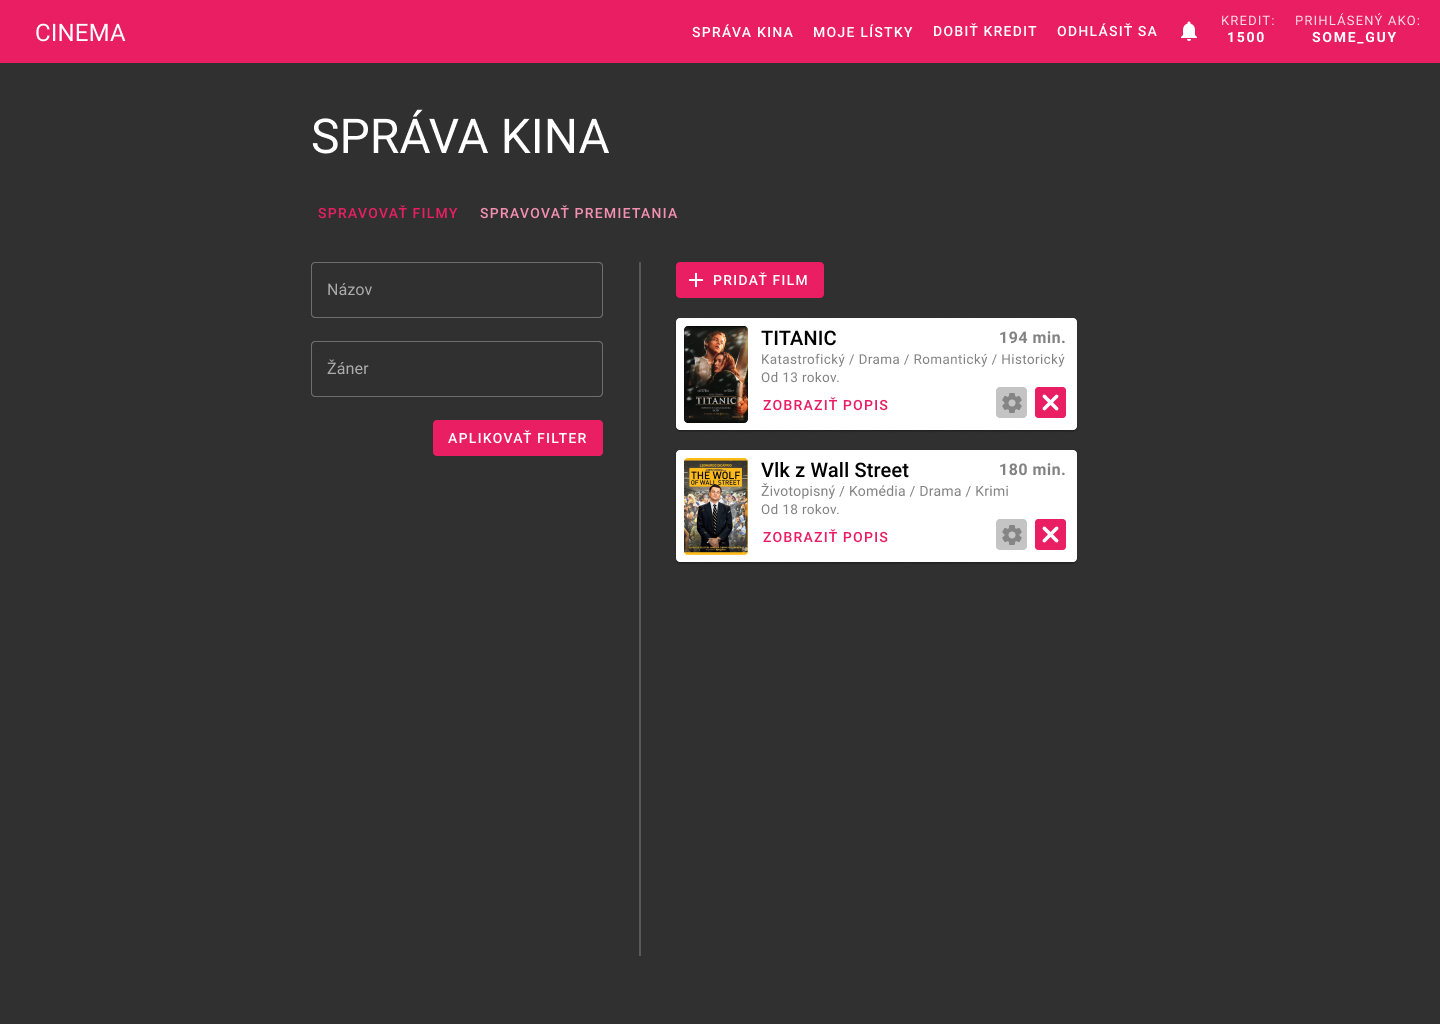 CINEMA
SPRÁVA KINA
MOJE LÍSTKY
DOBIŤ KREDIT
ODHLÁSIŤ SA
KREDIT:
1500
PRIHLÁSENÝ AKO:
SOME_GUY
SPRÁVA KINA
SPRAVOVAŤ FILMY
SPRAVOVAŤ PREMIETANIA
Názov
Žáner
APLIKOVAŤ FILTER
PRIDAŤ FILM
TITANIC
TITANIC
194 min.
Katastrofický / Drama / Romantický / Historický
Od 13 rokov.
ZOBRAZIŤ POPIS
LEONARDO DICAPRIO
THE WOLF
OF WALL STREET
Vlk z Wall Street
180 min.
Životopisný / Komédia / Drama / Krimi
Od 18 rokov.
ZOBRAZIŤ POPIS